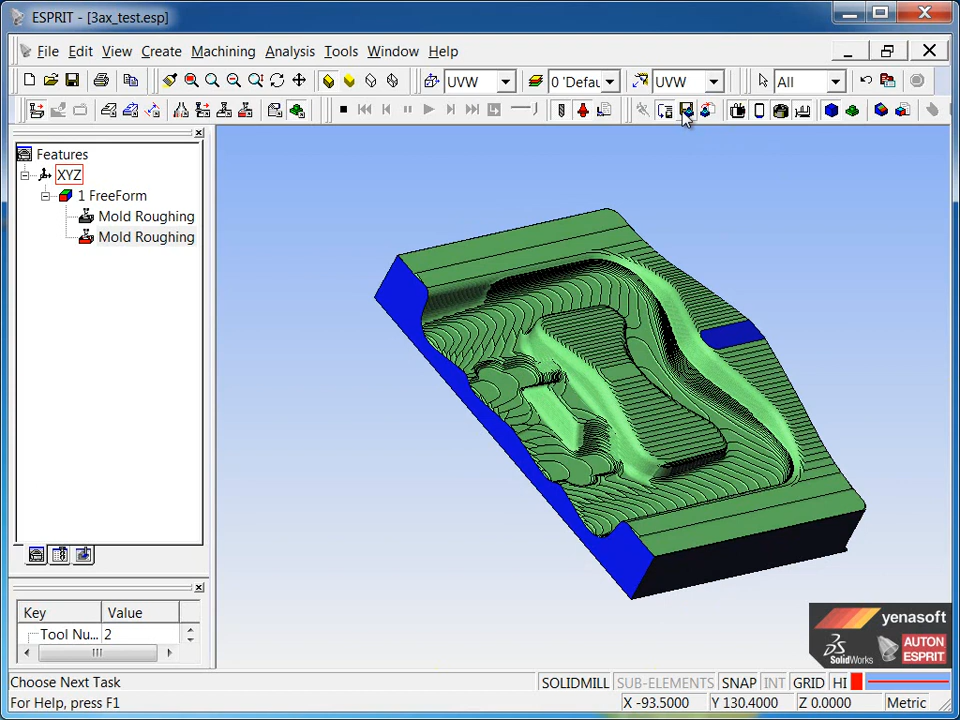 ESPRIT - [3ax_test.esp]
File Edit View Create Machining Analysis Tools Window Help
UVW 0 'Defau UVW All
Features
XYZ
1 FreeForm
Mold Roughing
Mold Roughing
Key Value
Tool Nu... 2
yenasoft
SolidWorks AUTON ESPRIT
Choose Next Task SOLIDMILL SUB-ELEMENTS SNAP INT GRID HI
For Help, press F1 X -93.5000 Y 130.4000 Z 0.0000 Metric